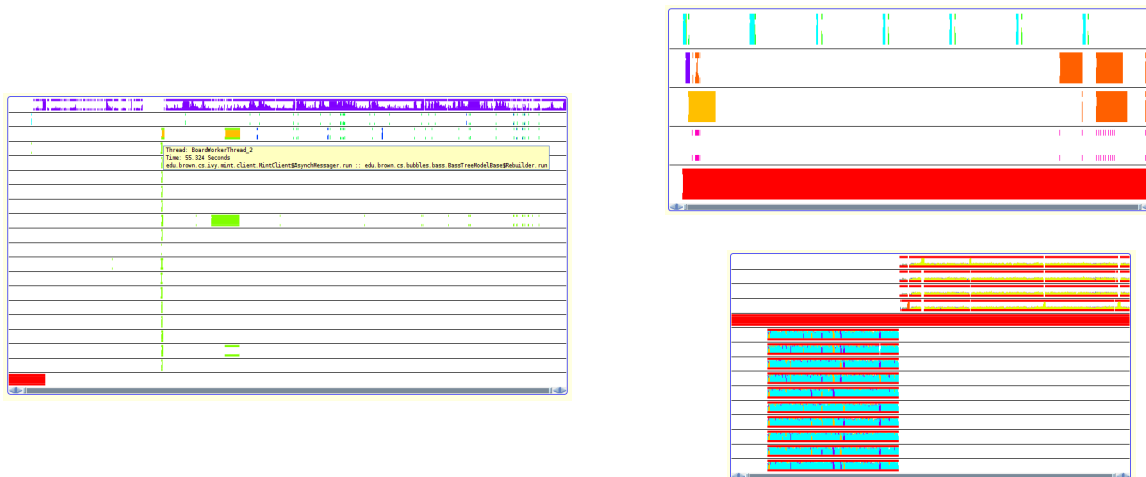 Thread: BoardWorkerThread_2
Time: 55.324 Seconds
edu.brown.cs.ivy.mint.client.MintClient$AsynchMessager.run :: edu.brown.cs.bubbles.bass.BassTreeModelBase$Rebuilder.run